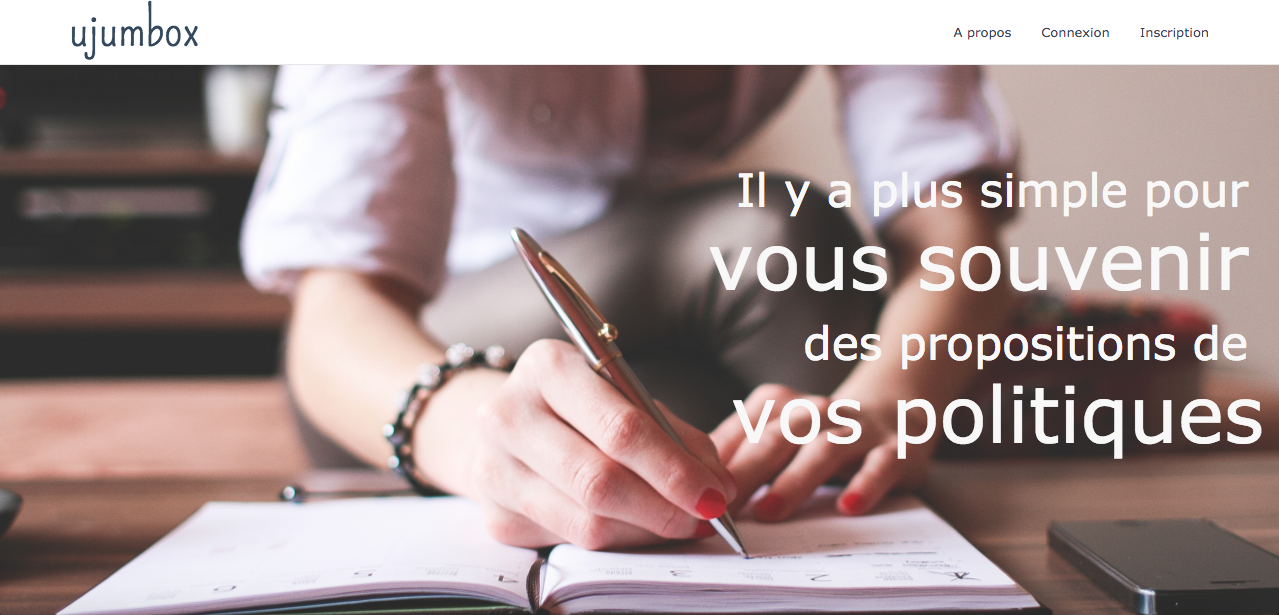 ujumbox
A propos
Connexion
Inscription
Il y a plus simple pour
vous souvenir
des propositions de
vos politiques